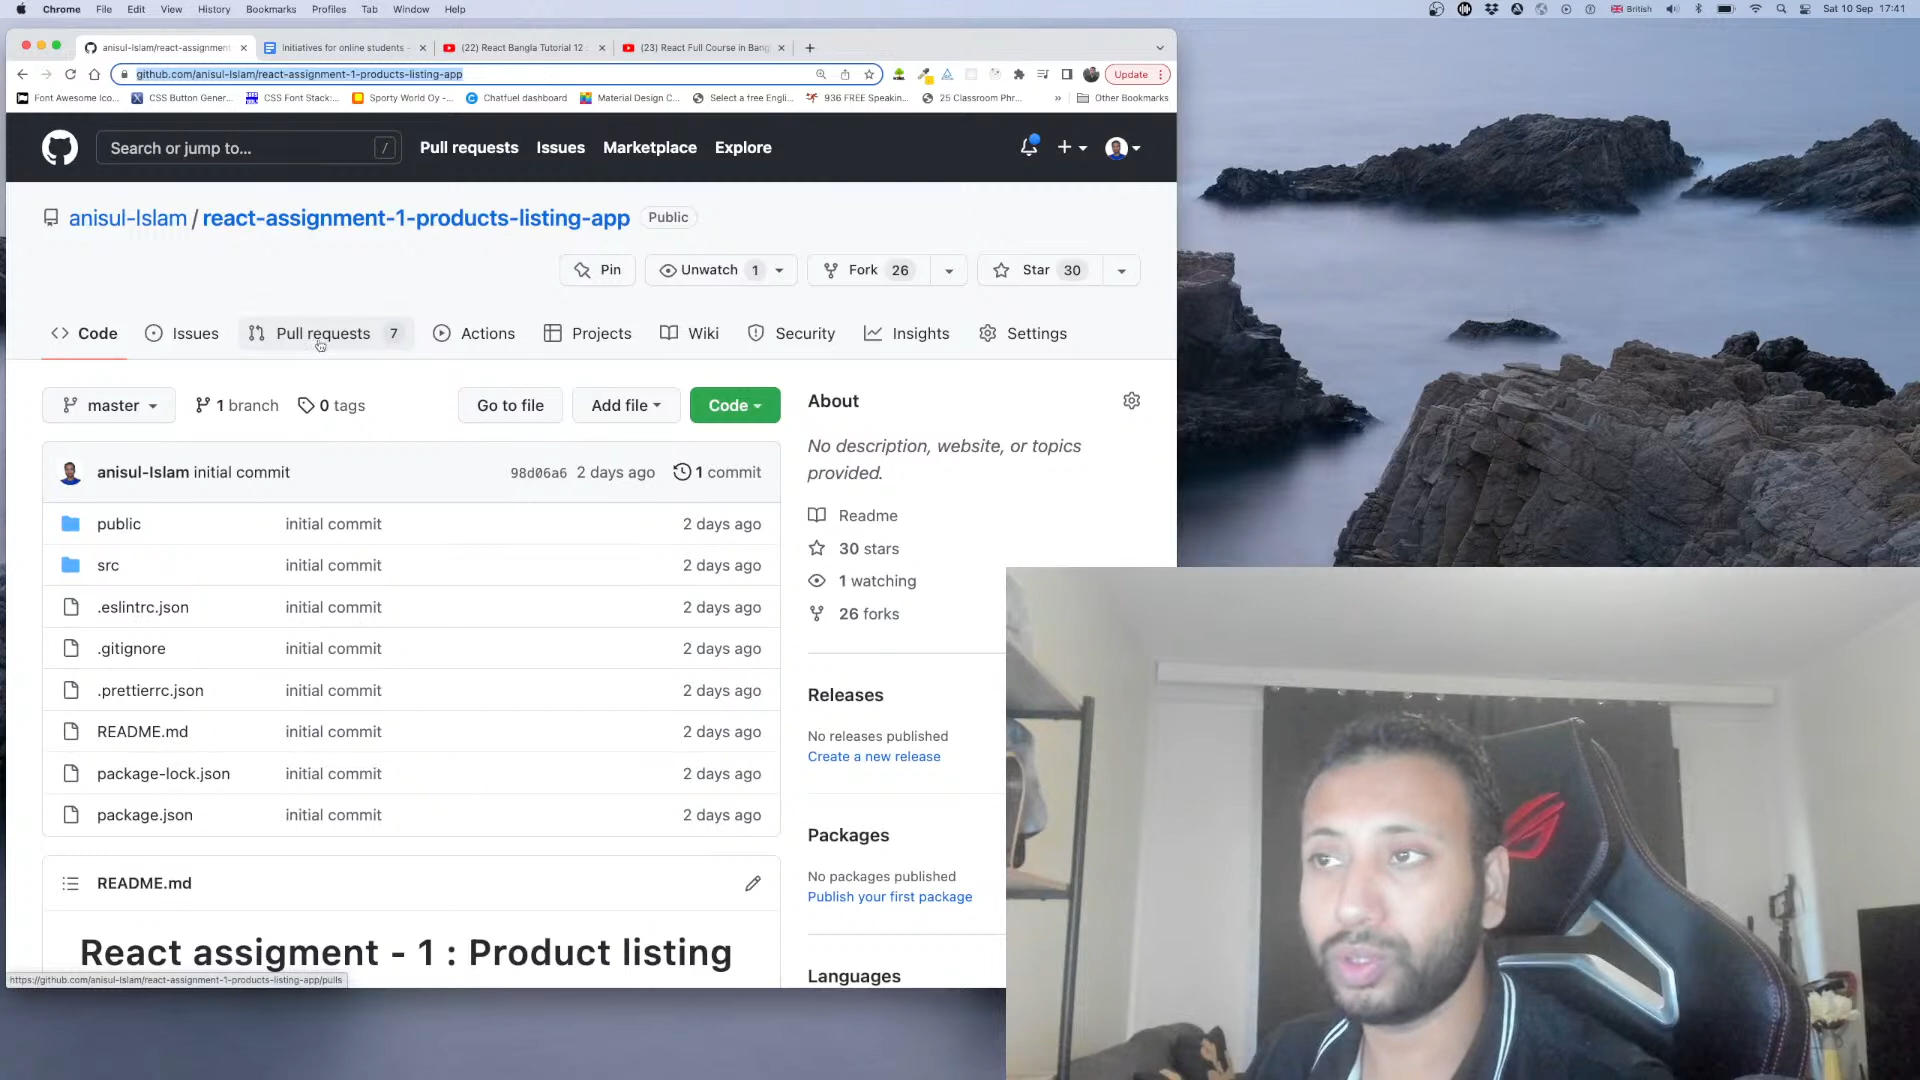 Chrome File Edit View History Bookmarks Profiles Tab Window Help
British Sat 10 Sep 17:41
anisul-Islam/react-assignment
Initiatives for online students -
(22) React Bangla Tutorial 12
(23) React Full Course in Bang
github.com/anisul-Islam/react-assignment-1-products-listing-app
Update
Font Awesome Ico... CSS Button Gener... CSS Font Stack:... Sporty World Oy -... Chatfuel dashboard Material Design C... Select a free Engli... 936 FREE Speakin... 25 Classroom Phr... » Other Bookmarks
Search or jump to... / Pull requests Issues Marketplace Explore
anisul-Islam / react-assignment-1-products-listing-app Public
Pin Unwatch 1 Fork 26 Star 30
Code Issues Pull requests 7 Actions Projects Wiki Security Insights Settings
master 1 branch 0 tags Go to file Add file Code
anisul-Islam initial commit 98d06a6 2 days ago 1 commit
public initial commit 2 days ago
src initial commit 2 days ago
.eslintrc.json initial commit 2 days ago
.gitignore initial commit 2 days ago
.prettierrc.json initial commit 2 days ago
README.md initial commit 2 days ago
package-lock.json initial commit 2 days ago
package.json initial commit 2 days ago
README.md
React assigment - 1 : Product listing
https://github.com/anisul-Islam/react-assignment-1-products-listing-app/pulls
About
No description, website, or topics
provided.
Readme
30 stars
1 watching
26 forks
Releases
No releases published
Create a new release
Packages
No packages published
Publish your first package
Languages